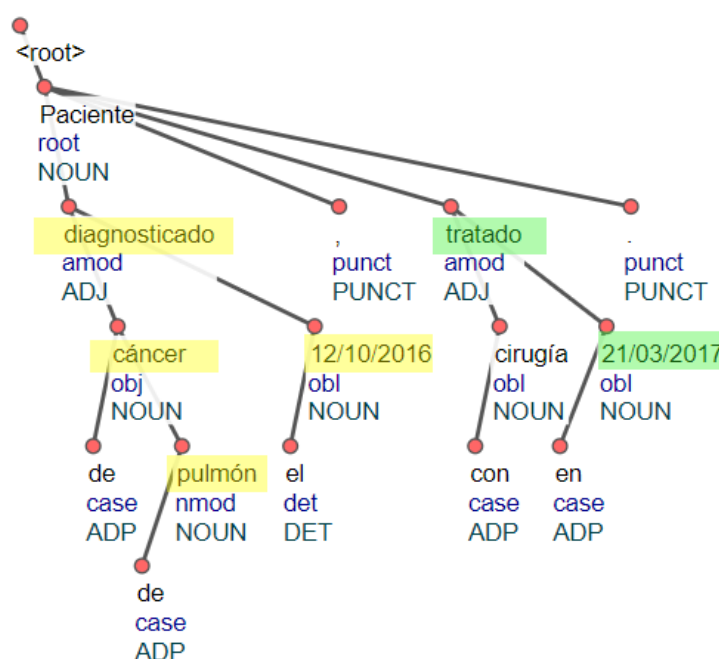 <root>
Paciente
root
NOUN
diagnosticado
amod
ADJ
,
punct
PUNCT
tratado
amod
ADJ
.
punct
PUNCT
cáncer
obj
NOUN
12/10/2016
obl
NOUN
cirugía
obl
NOUN
21/03/2017
obl
NOUN
de
case
ADP
pulmón
nmod
NOUN
el
det
DET
con
case
ADP
en
case
ADP
de
case
ADP